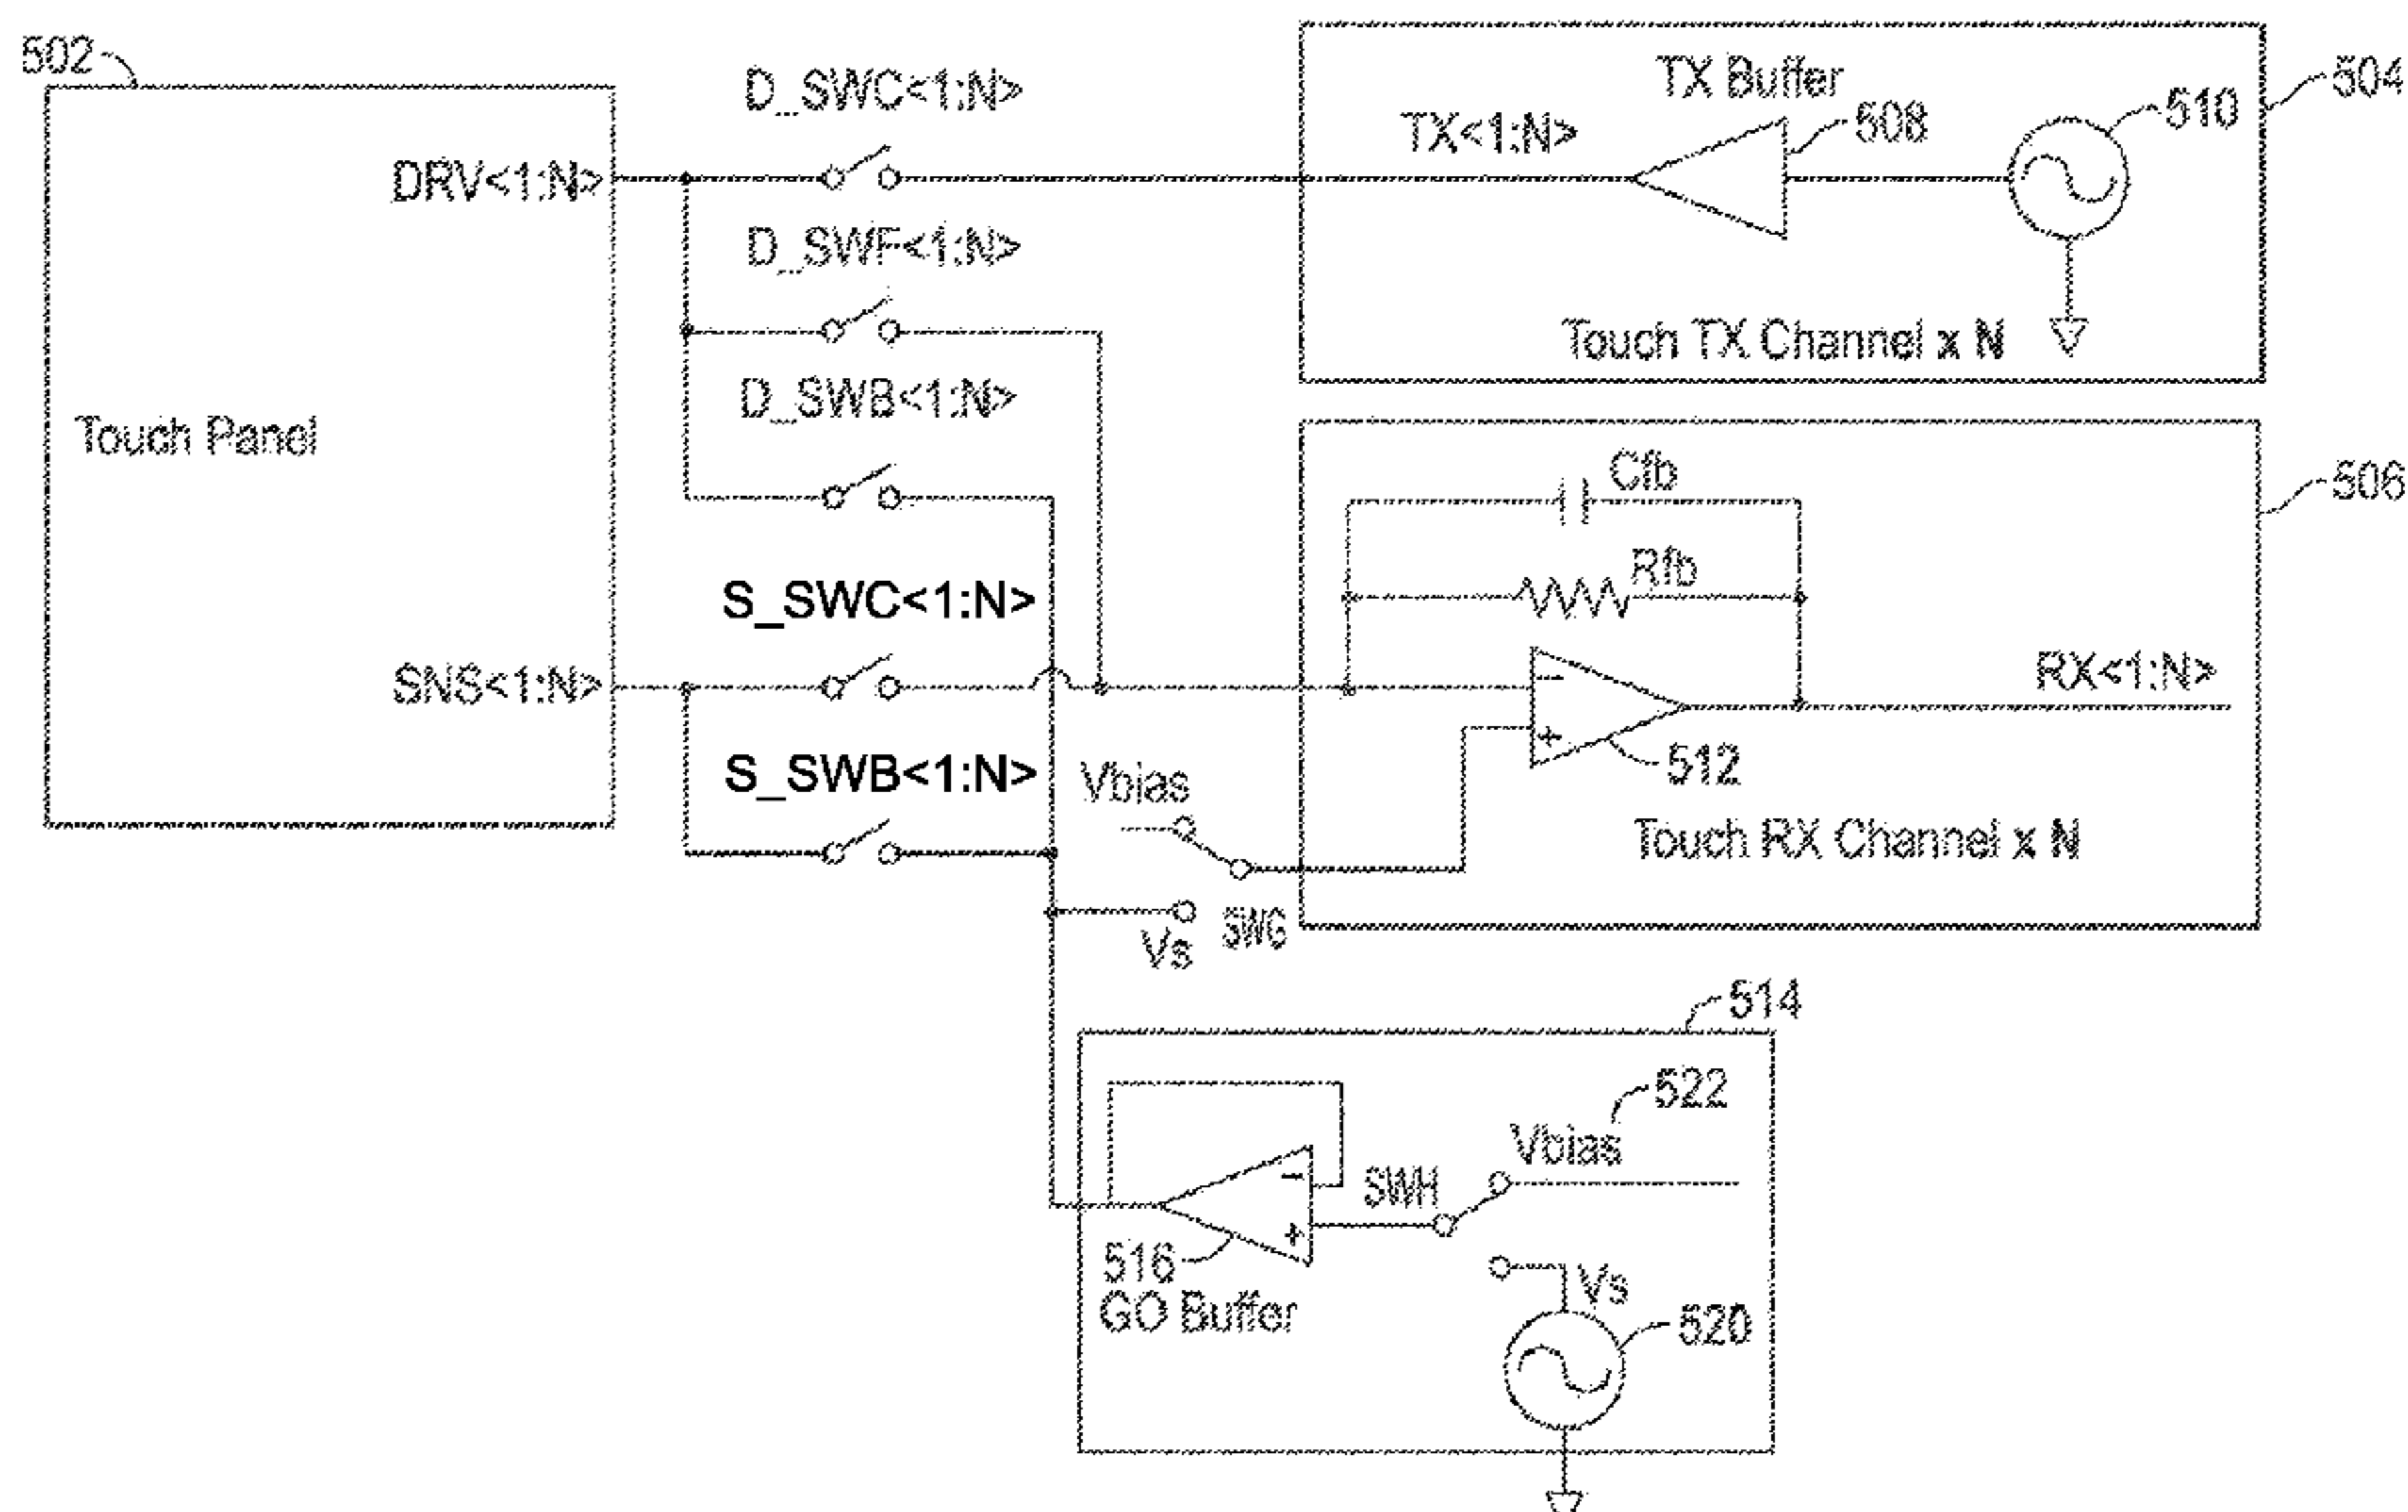 502
D_SWC<1:N>
TX Buffer
504
TX<1:N>
508
510
DRV<1:N>
D_SWF<1:N>
Touch TX Channel x N
D_SWB<1:N>
Touch Panel
Cfb
506
Rfb
S_SWC<1:N>
SNS<1:N>
RX<1:N>
-
+
512
S_SWB<1:N>
Vbias
Touch RX Channel x N
Vs
SWG
514
522
Vbias
-
SWH
+
516
GO Buffer
Vs
520